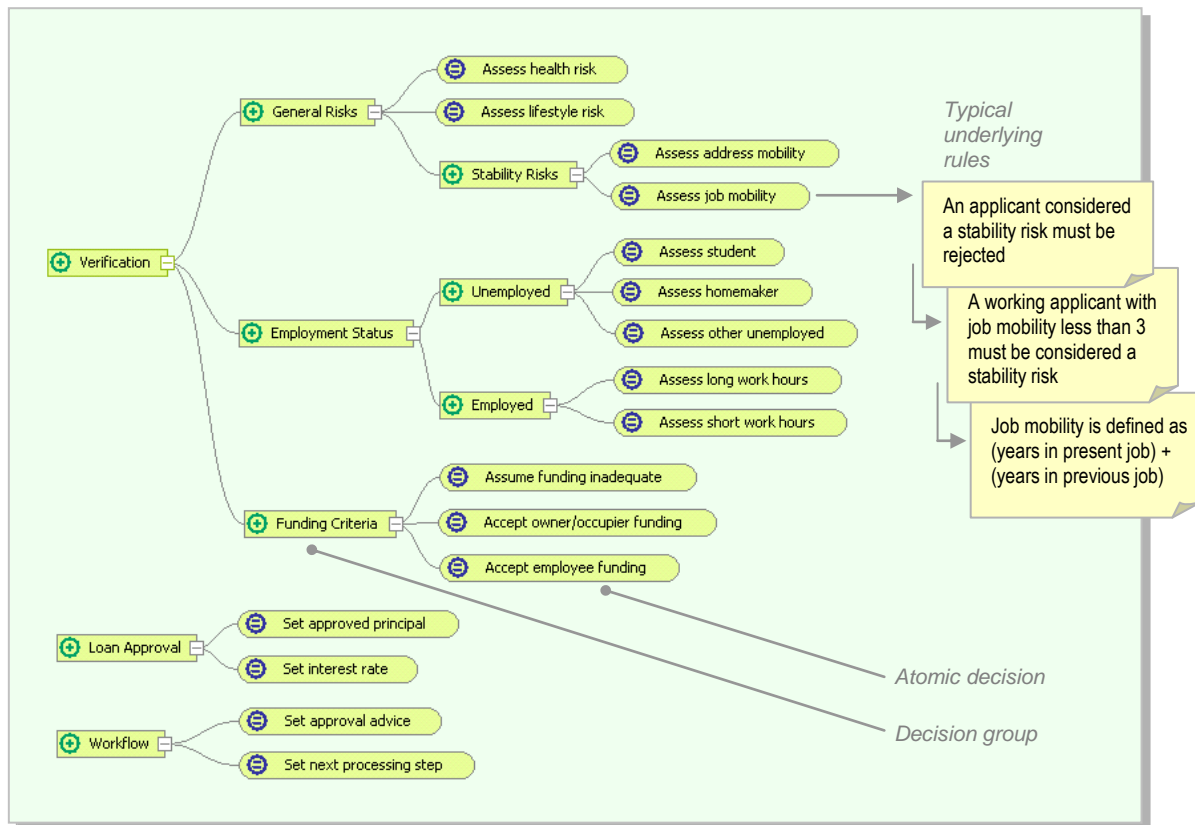 Assess health risk
General Risks
Assess lifestyle risk
Typical
underlying
rules
Assess address mobility
Stability Risks
Assess job mobility
An applicant considered
a stability risk must be
rejected
Verification
Assess student
Unemployed
Assess homemaker
A working applicant with
job mobility less than 3
must be considered a
stability risk
Employment Status
Assess other unemployed
Assess long work hours
Employed
Assess short work hours
Job mobility is defined as
(years in present job) +
(years in previous job)
Assume funding inadequate
Funding Criteria
Accept owner/occupier funding
Accept employee funding
Set approved principal
Loan Approval
Set interest rate
Atomic decision
Set approval advice
Decision group
Workflow
Set next processing step